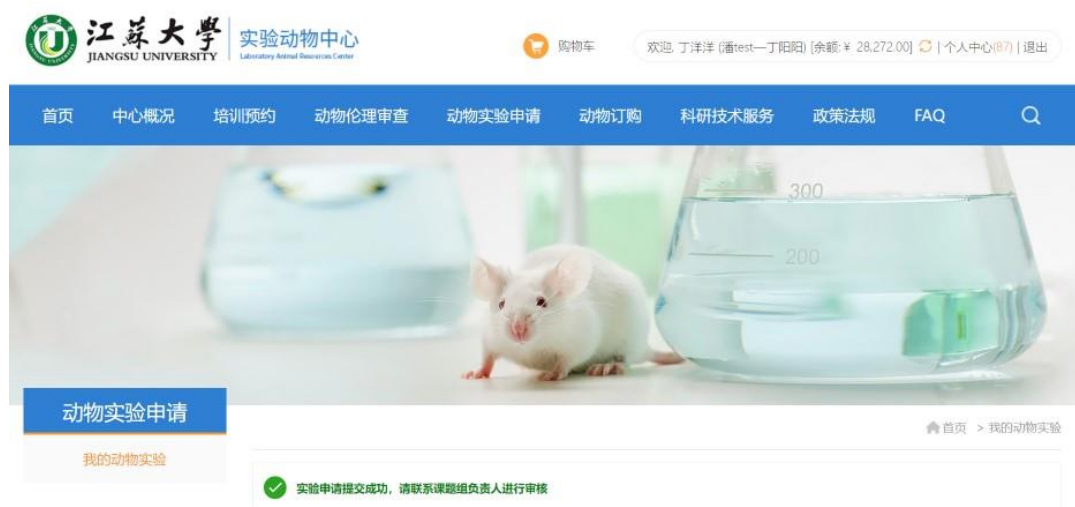 江苏大学
JIANGSU UNIVERSITY
实验动物中心
Laboratory Animal Resources Center
购物车
欢迎, 丁洋洋 (潘test—丁阳阳) [余额: ¥ 28,272.00] | 个人中心(87) | 退出
首页 中心概况 培训预约 动物伦理审查 动物实验申请 动物订购 科研技术服务 政策法规 FAQ
300
200
动物实验申请
首页 > 我的动物实验
我的动物实验
实验申请提交成功，请联系课题组负责人进行审核